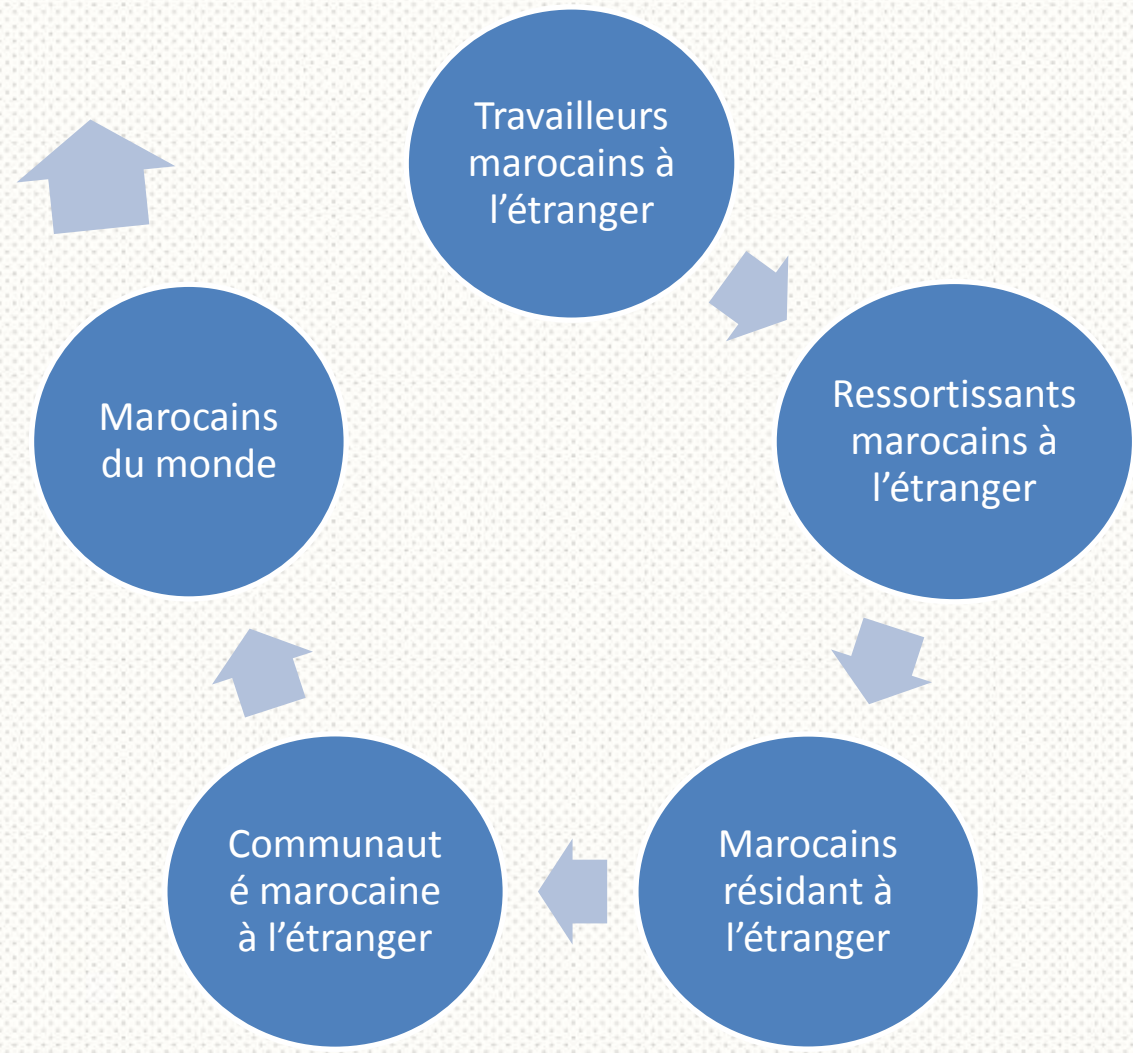 Travailleurs
marocains à
l’étranger
Ressortissants
marocains à
l’étranger
Marocains
résidant à
l’étranger
Communaut
é marocaine
à l’étranger
Marocains
du monde